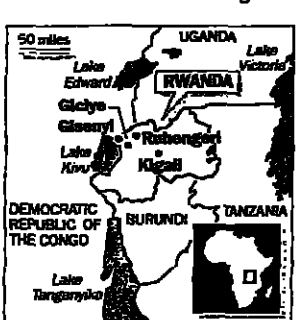 50 miles
UGANDA
Lake
Victoria
Lake
Edward
RWANDA
Giciye
Gisenyi
Ruhengeri
Lake
Kivu
Kigali
DEMOCRATIC
REPUBLIC OF
THE CONGO
BURUNDI
TANZANIA
Lake
Tanganyika